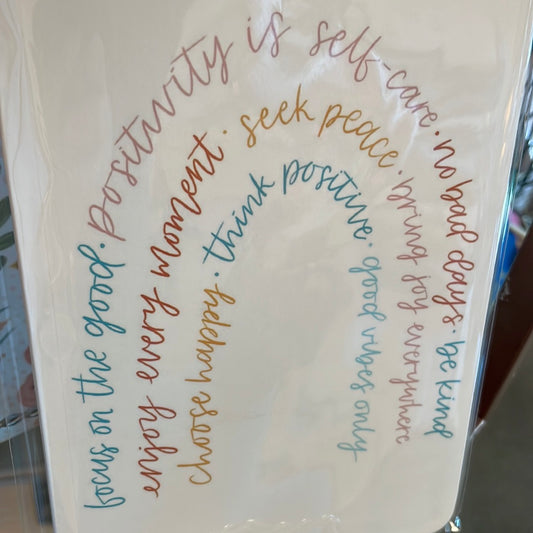 focus on the good · positivity is self-care · no bad days · be kind
enjoy every moment · seek peace · bring joy everywhere
choose happy · think positive · good vibes only